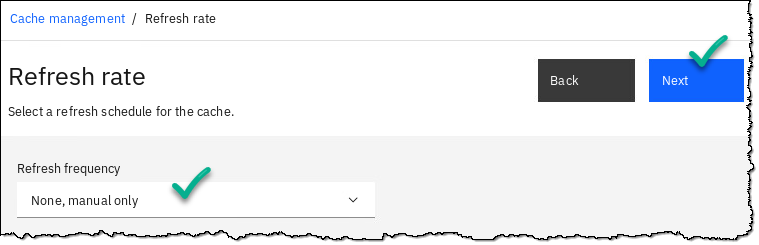 Cache management / Refresh rate
Refresh rate
Back
Next
Select a refresh schedule for the cache.
Refresh frequency
None, manual only